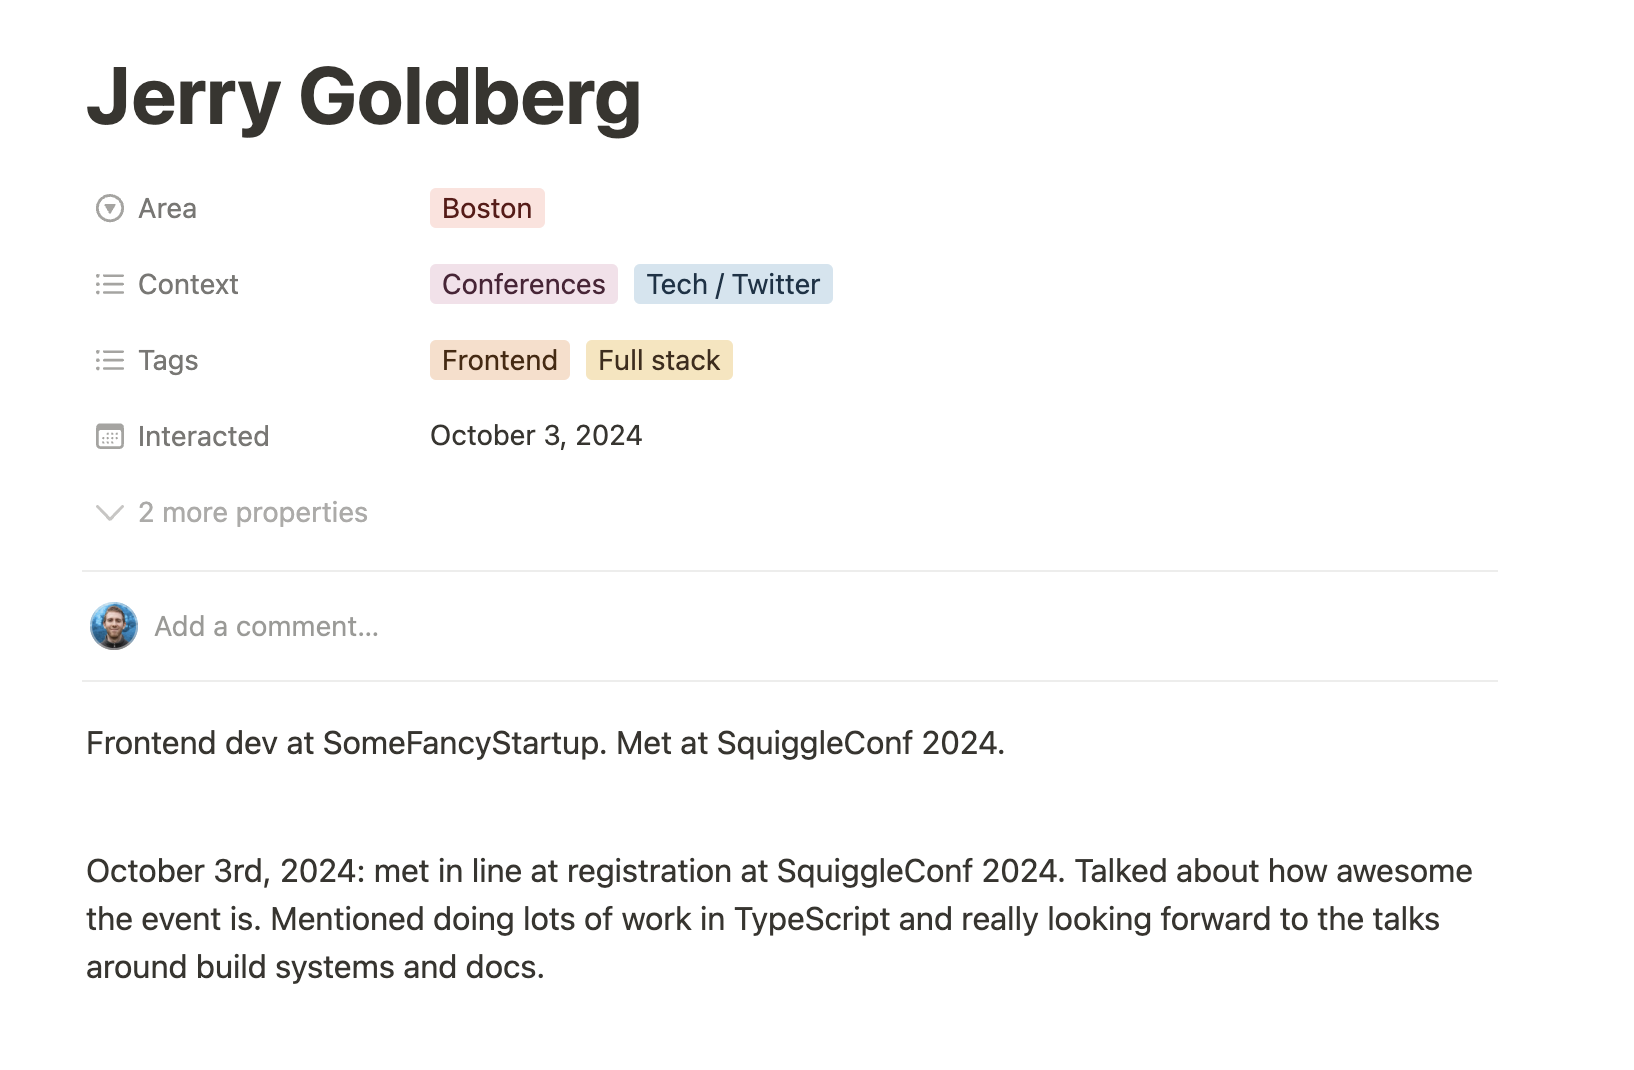 Jerry Goldberg
Area Boston
Context Conferences Tech / Twitter
Tags Frontend Full stack
Interacted October 3, 2024
2 more properties
Add a comment...
Frontend dev at SomeFancyStartup. Met at SquiggleConf 2024.
October 3rd, 2024: met in line at registration at SquiggleConf 2024. Talked about how awesome
the event is. Mentioned doing lots of work in TypeScript and really looking forward to the talks
around build systems and docs.